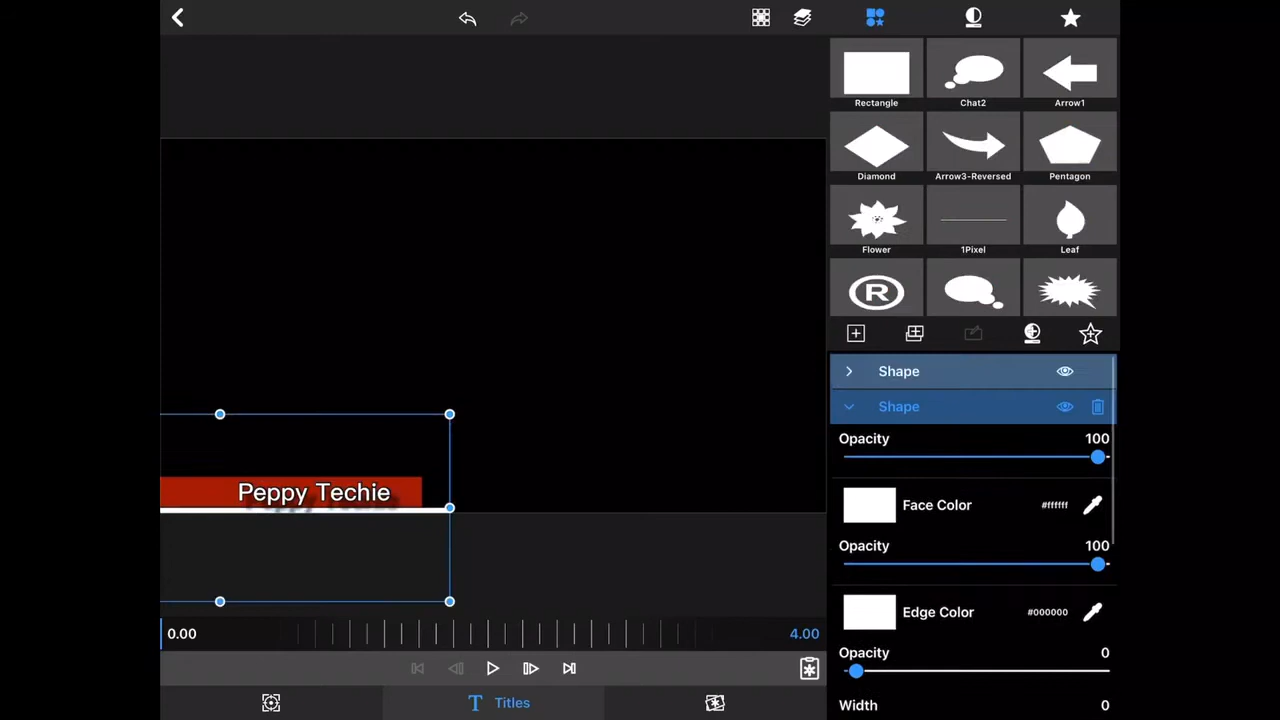 Rectangle
Chat2
Arrow1
Diamond
Arrow3-Reversed
Pentagon
Flower
1Pixel
Leaf
R
Shape
Shape
Opacity 100
Face Color #ffffff
Opacity 100
Edge Color #000000
Opacity 0
Width 0
Peppy Techie
0.00 4.00
Titles